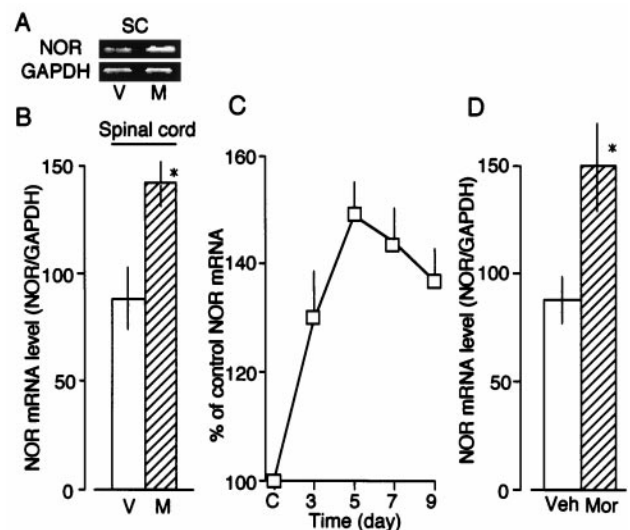 A
SC
NOR
GAPDH
V M
B
Spinal cord
NOR mRNA level (NOR/GAPDH)
150
100
50
0
*
V M
C
% of control NOR mRNA
160
140
120
100
C 3 5 7 9
Time (day)
D
NOR mRNA level (NOR/GAPDH)
150
100
50
0
*
Veh Mor